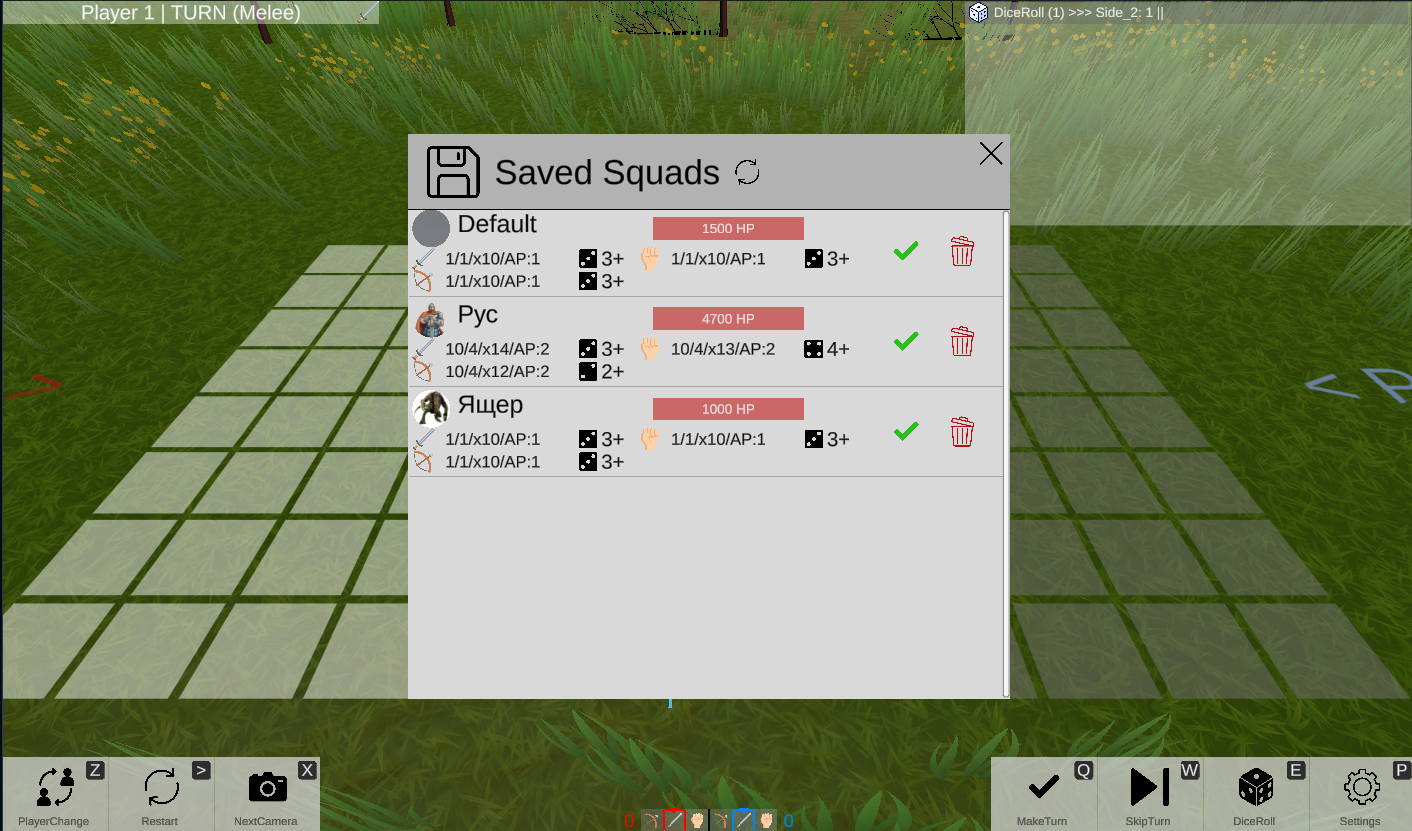 Player 1 | TURN (Melee)
DiceRoll (1) >>> Side_2: 1 ||
Saved Squads
Default
1500 HP
1/1/x10/AP:1 3+ 1/1/x10/AP:1 3+
1/1/x10/AP:1 3+
Рус
4700 HP
10/4/x14/AP:2 3+ 10/4/x13/AP:2 4+
10/4/x12/AP:2 2+
Ящер
1000 HP
1/1/x10/AP:1 3+ 1/1/x10/AP:1 3+
1/1/x10/AP:1 3+
Z
PlayerChange
>
Restart
X
NextCamera
0
0
Q
MakeTurn
W
SkipTurn
E
DiceRoll
P
Settings